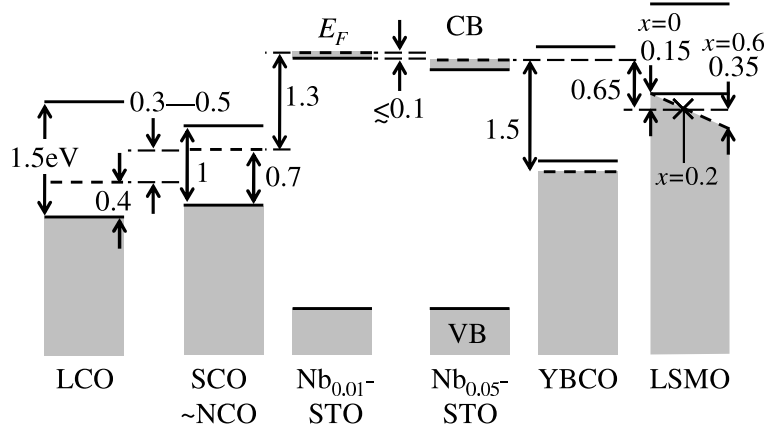 E_F
CB
x=0
0.15
x=0.6
0.35
0.3—0.5
1.3
≲0.1
0.65
1.5
1.5eV
1
0.7
0.4
x=0.2
VB
LCO
SCO
~NCO
Nb0.01-
STO
Nb0.05-
STO
YBCO
LSMO